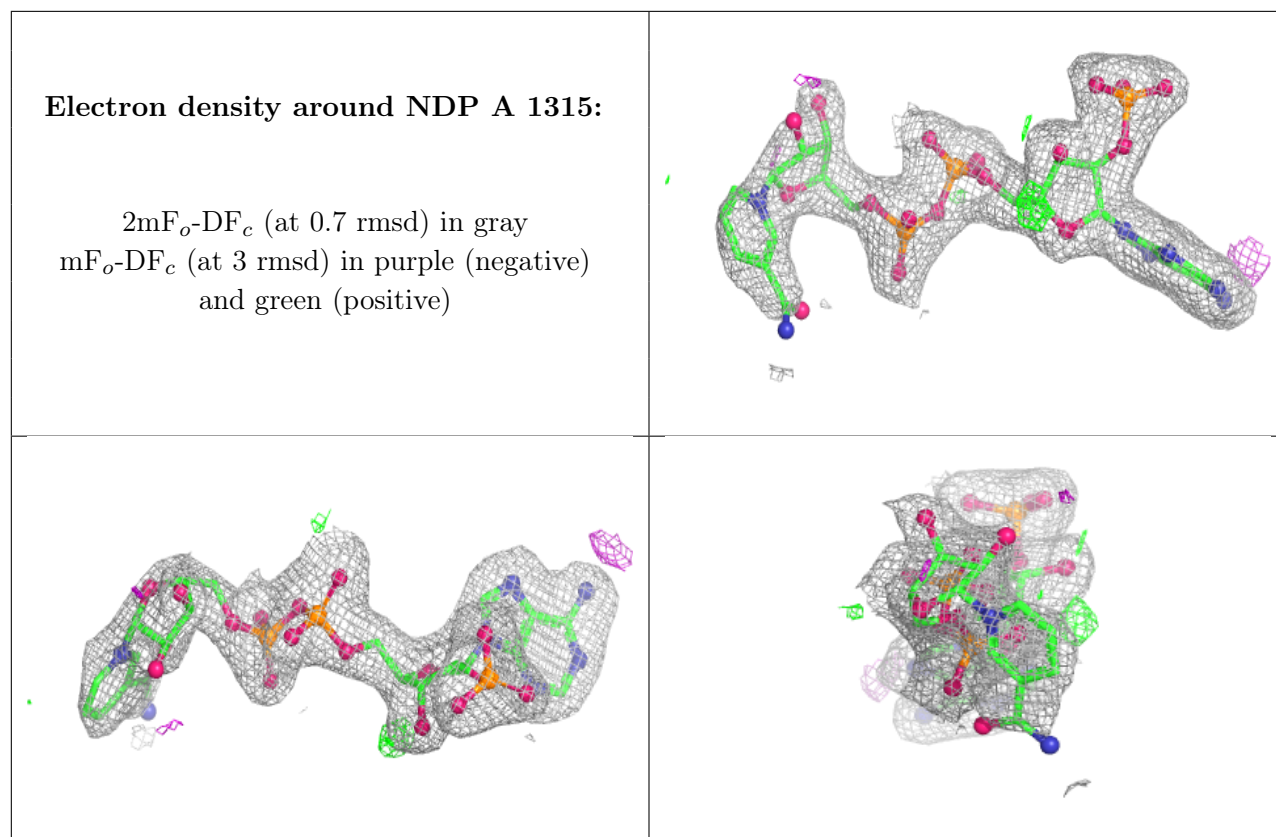 Electron density around NDP A 1315:
2mFo-DFc (at 0.7 rmsd) in gray
mFo-DFc (at 3 rmsd) in purple (negative)
and green (positive)